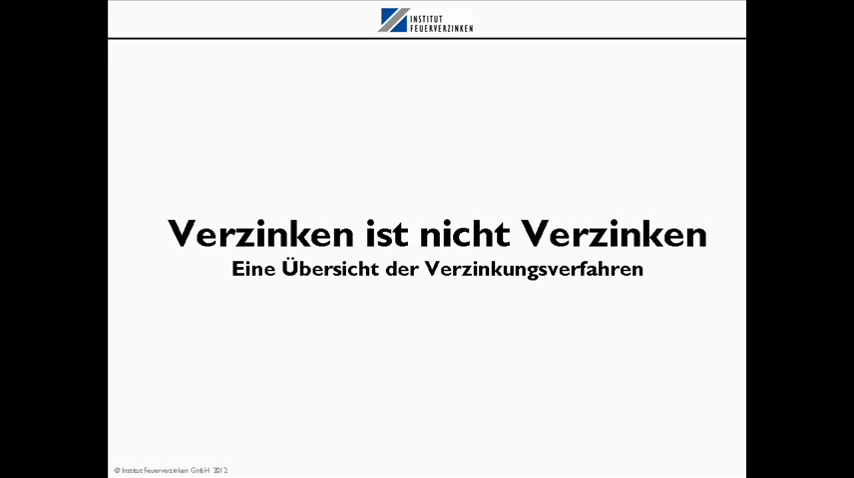 INSTITUT
FEUERVERZINKEN
Verzinken ist nicht Verzinken
Eine Übersicht der Verzinkungsverfahren
© Institut Feuerverzinken GmbH 2012